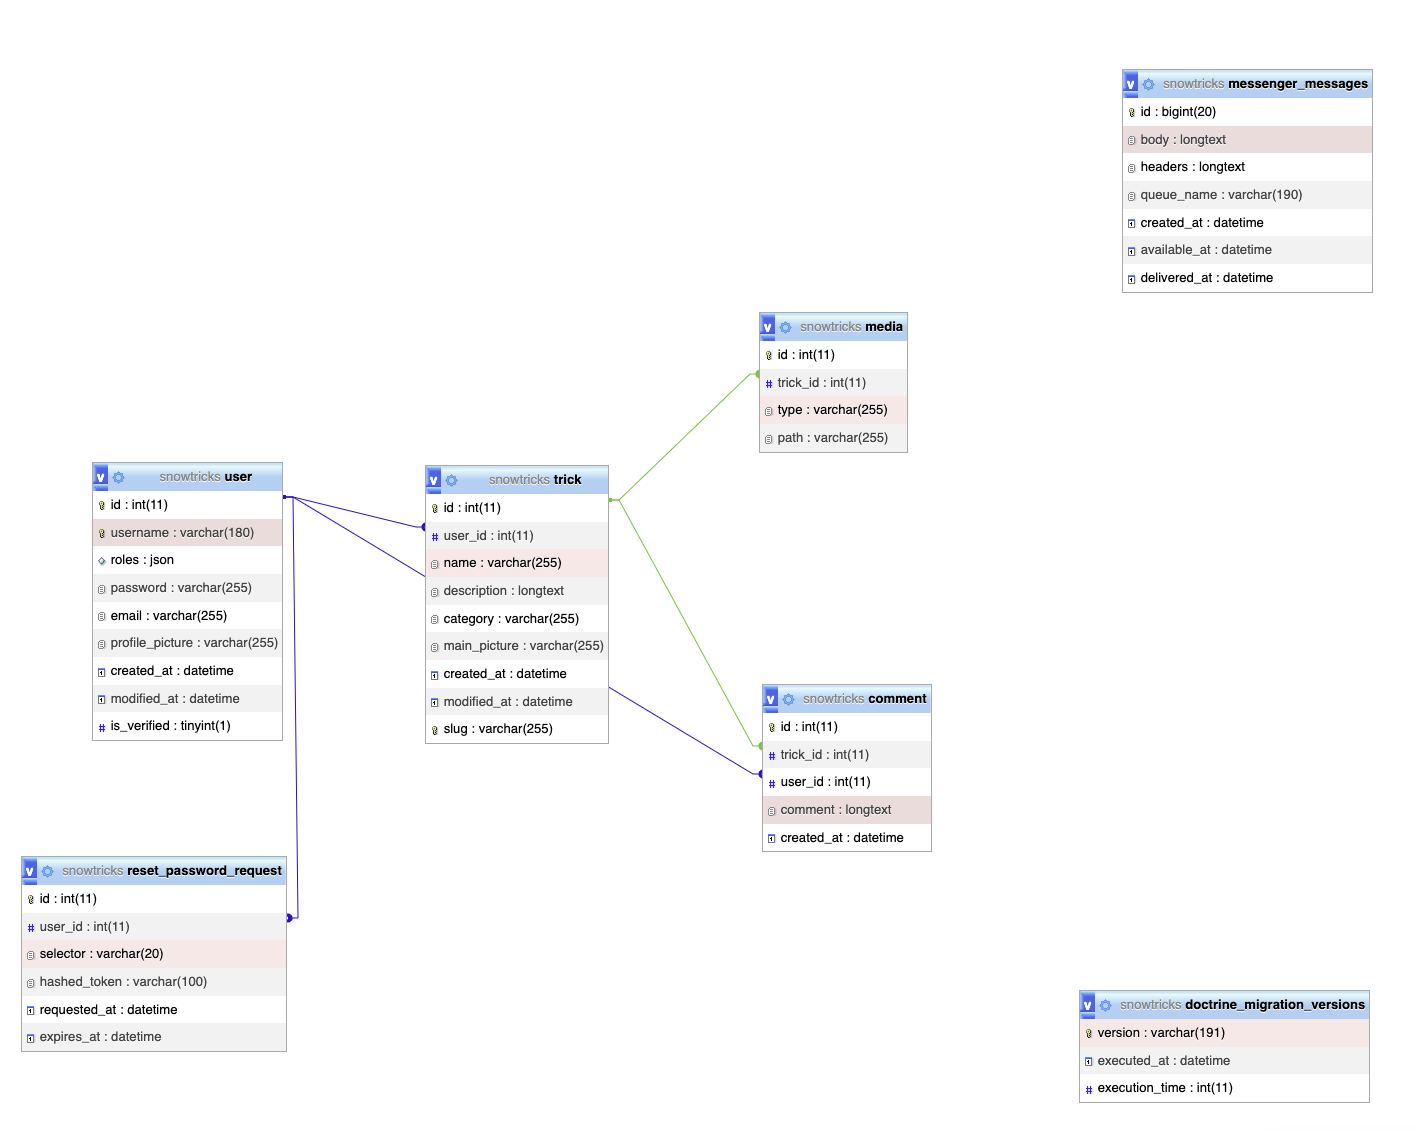 v snowtricks messenger_messages
id : bigint(20)
body : longtext
headers : longtext
queue_name : varchar(190)
created_at : datetime
available_at : datetime
delivered_at : datetime
v snowtricks media
id : int(11)
# trick_id : int(11)
type : varchar(255)
path : varchar(255)
v snowtricks user
id : int(11)
username : varchar(180)
roles : json
password : varchar(255)
email : varchar(255)
profile_picture : varchar(255)
created_at : datetime
modified_at : datetime
# is_verified : tinyint(1)
v snowtricks trick
id : int(11)
# user_id : int(11)
name : varchar(255)
description : longtext
category : varchar(255)
main_picture : varchar(255)
created_at : datetime
modified_at : datetime
slug : varchar(255)
v snowtricks comment
id : int(11)
# trick_id : int(11)
# user_id : int(11)
comment : longtext
created_at : datetime
v snowtricks reset_password_request
id : int(11)
# user_id : int(11)
selector : varchar(20)
hashed_token : varchar(100)
requested_at : datetime
expires_at : datetime
v snowtricks doctrine_migration_versions
version : varchar(191)
executed_at : datetime
# execution_time : int(11)